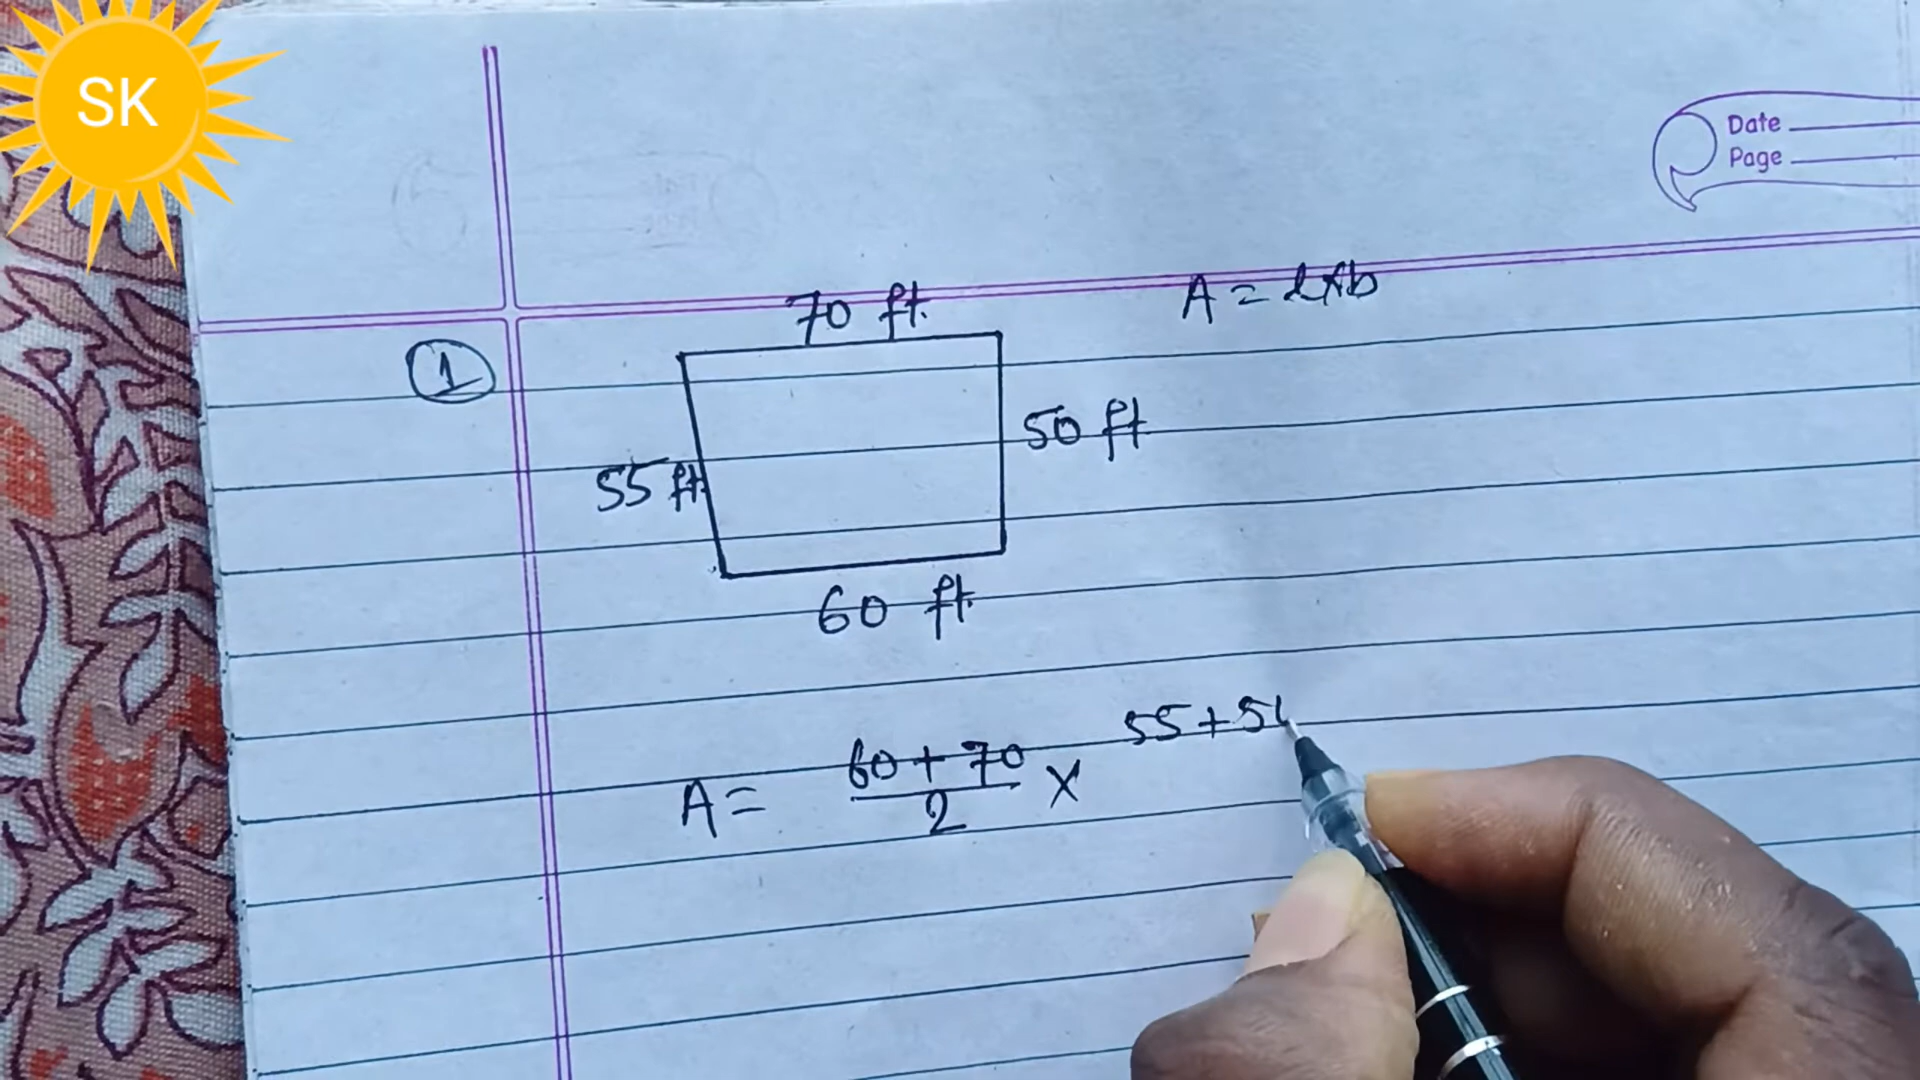 SK
Date
Page
70 ft.
A = l×b
1
50 ft
55 ft.
60 ft.
55+5
A = 60 + 70 ×
2